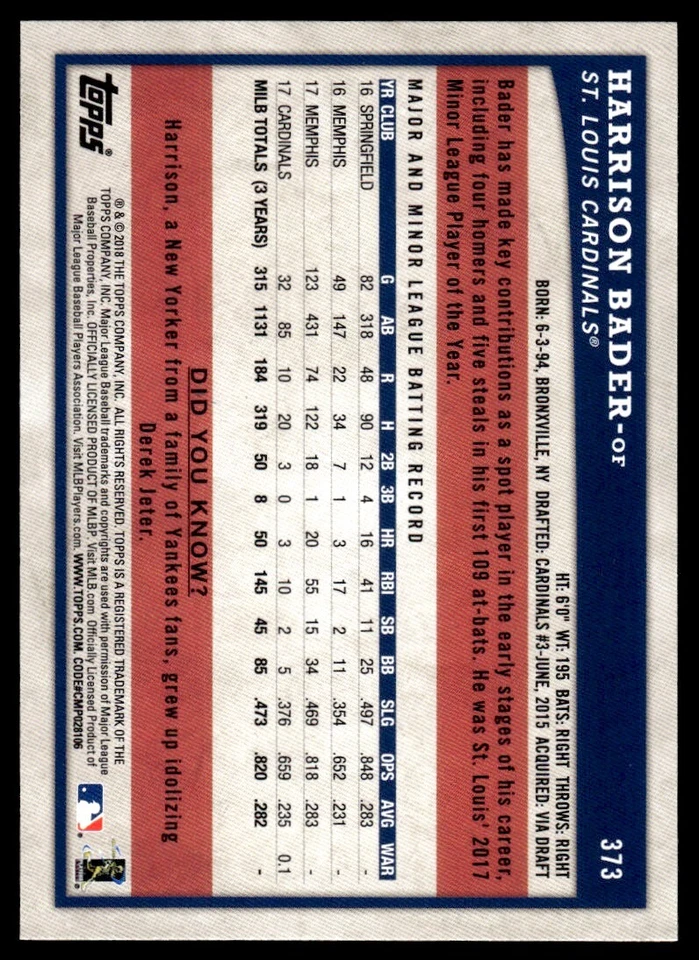 373
HARRISON BADER-OF
ST. LOUIS CARDINALS®
HT: 6'0" WT: 195 BATS: RIGHT THROWS: RIGHT
BORN: 6-3-94, BRONXVILLE, NY DRAFTED: CARDINALS #3-JUNE, 2015 ACQUIRED: VIA DRAFT
Bader has made key contributions as a spot player in the early stages of his career,
including four homers and five steals in his first 109 at-bats. He was St. Louis' 2017
Minor League Player of the Year.
MAJOR AND MINOR LEAGUE BATTING RECORD
YR CLUB G AB R H 2B 3B HR RBI SB BB SLG OPS AVG WAR
16 SPRINGFIELD 82 318 48 90 12 4 16 41 11 25 .497 .848 .283 -
16 MEMPHIS 49 147 22 34 7 1 3 17 2 11 .354 .652 .231 -
17 MEMPHIS 123 431 74 122 18 1 20 55 15 34 .469 .818 .283 -
17 CARDINALS 32 85 10 20 3 0 3 10 2 5 .376 .659 .235 0.1
MILB TOTALS (3 YEARS) 315 1131 184 319 50 8 50 145 45 85 .473 .820 .282 -
DID YOU KNOW?
Harrison, a New Yorker from a family of Yankees fans, grew up idolizing
Derek Jeter.
Topps®
® & © 2018 THE TOPPS COMPANY, INC. ALL RIGHTS RESERVED. TOPPS IS A REGISTERED TRADEMARK OF THE
TOPPS COMPANY, INC. Major League Baseball trademarks and copyrights are used with permission of Major League
Baseball Properties, Inc. OFFICIALLY LICENSED PRODUCT OF MLBP. Visit MLB.com Officially Licensed Product of
Major League Baseball Players Association. Visit MLBPlayers.com. WWW.TOPPS.COM. CODE#CMP028106